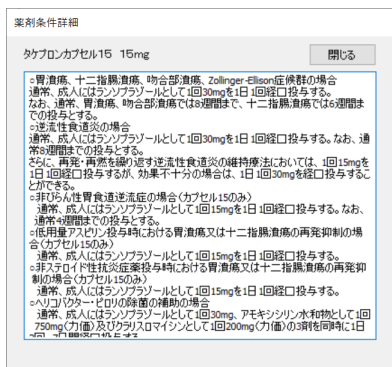 薬剤条件詳細
タケプロンカプセル15 15mg
閉じる
○胃潰瘍、十二指腸潰瘍、吻合部潰瘍、Zollinger-Ellison症候群の場合
通常、成人にはランソプラゾールとして1回30mgを1日1回経口投与する。
なお、通常、胃潰瘍、吻合部潰瘍では8週間まで、十二指腸潰瘍では6週間ま
での投与とする。
○逆流性食道炎の場合
通常、成人にはランソプラゾールとして1回30mgを1日1回経口投与する。なお、通
常8週間までの投与とする。
さらに、再発・再燃を繰り返す逆流性食道炎の維持療法においては、1回15mgを
1日1回経口投与するが、効果不十分の場合は、1日1回30mgを経口投与するこ
とができる。
○非びらん性胃食道逆流症の場合(カプセル15のみ)
通常、成人にはランソプラゾールとして1回15mgを1日1回経口投与する。なお、
通常4週間までの投与とする。
○低用量アスピリン投与時における胃潰瘍又は十二指腸潰瘍の再発抑制の場
合(カプセル15のみ)
通常、成人にはランソプラゾールとして1回15mgを1日1回経口投与する。
○非ステロイド性抗炎症薬投与時における胃潰瘍又は十二指腸潰瘍の再発抑
制の場合(カプセル15のみ)
通常、成人にはランソプラゾールとして1回15mgを1日1回経口投与する。
○ヘリコバクター・ピロリの除菌の補助の場合
通常、成人にはランソプラゾールとして1回30mg、アモキシシリン水和物として1回
750mg(力価)及びクラリスロマイシンとして1回200mg(力価)の3剤を同時に1日